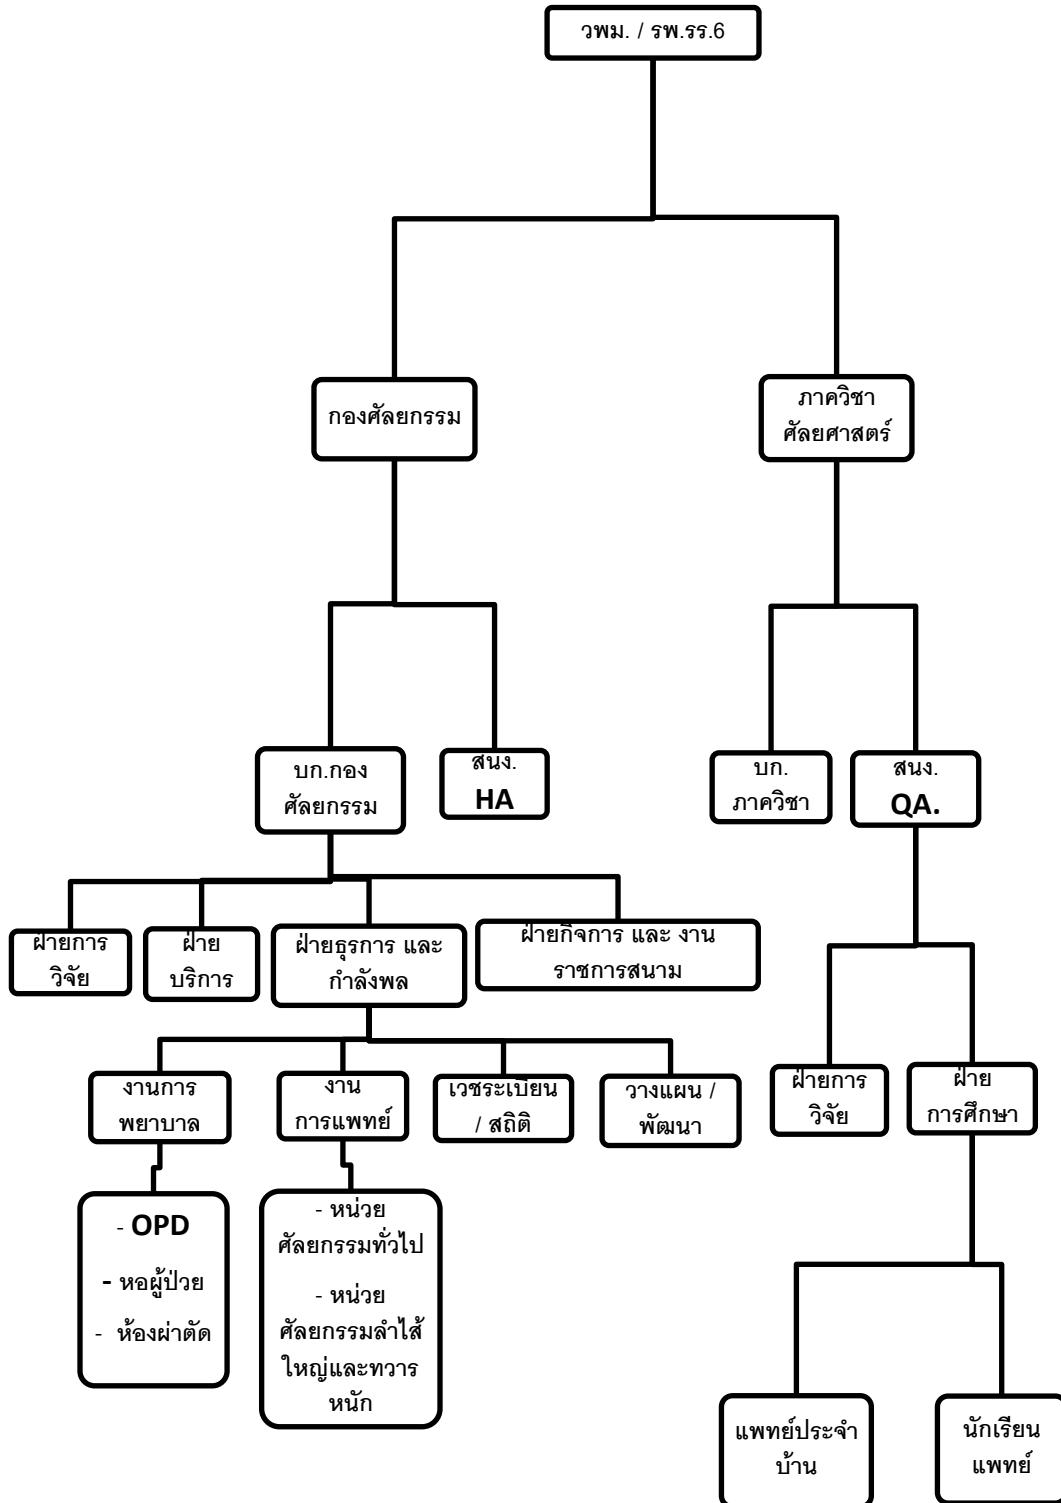 วพม. / รพ.รร.6
กองศัลยกรรม
ภาควิชา
ศัลยศาสตร์
บก.กอง
ศัลยกรรม
สนง.
HA
บก.
ภาควิชา
สนง.
QA.
ฝ่ายการ
วิจัย
ฝ่าย
บริการ
ฝ่ายธุรการ และ
กำลังพล
ฝ่ายกิจการ และ งาน
ราชการสนาม
งานการ
พยาบาล
งาน
การแพทย์
เวชระเบียน
/ สถิติ
วางแผน /
พัฒนา
ฝ่ายการ
วิจัย
ฝ่าย
การศึกษา
- OPD
- หอผู้ป่วย
- ห้องผ่าตัด
- หน่วย
ศัลยกรรมทั่วไป
- หน่วย
ศัลยกรรมลำไส้
ใหญ่และทวาร
หนัก
แพทย์ประจำ
บ้าน
นักเรียน
แพทย์